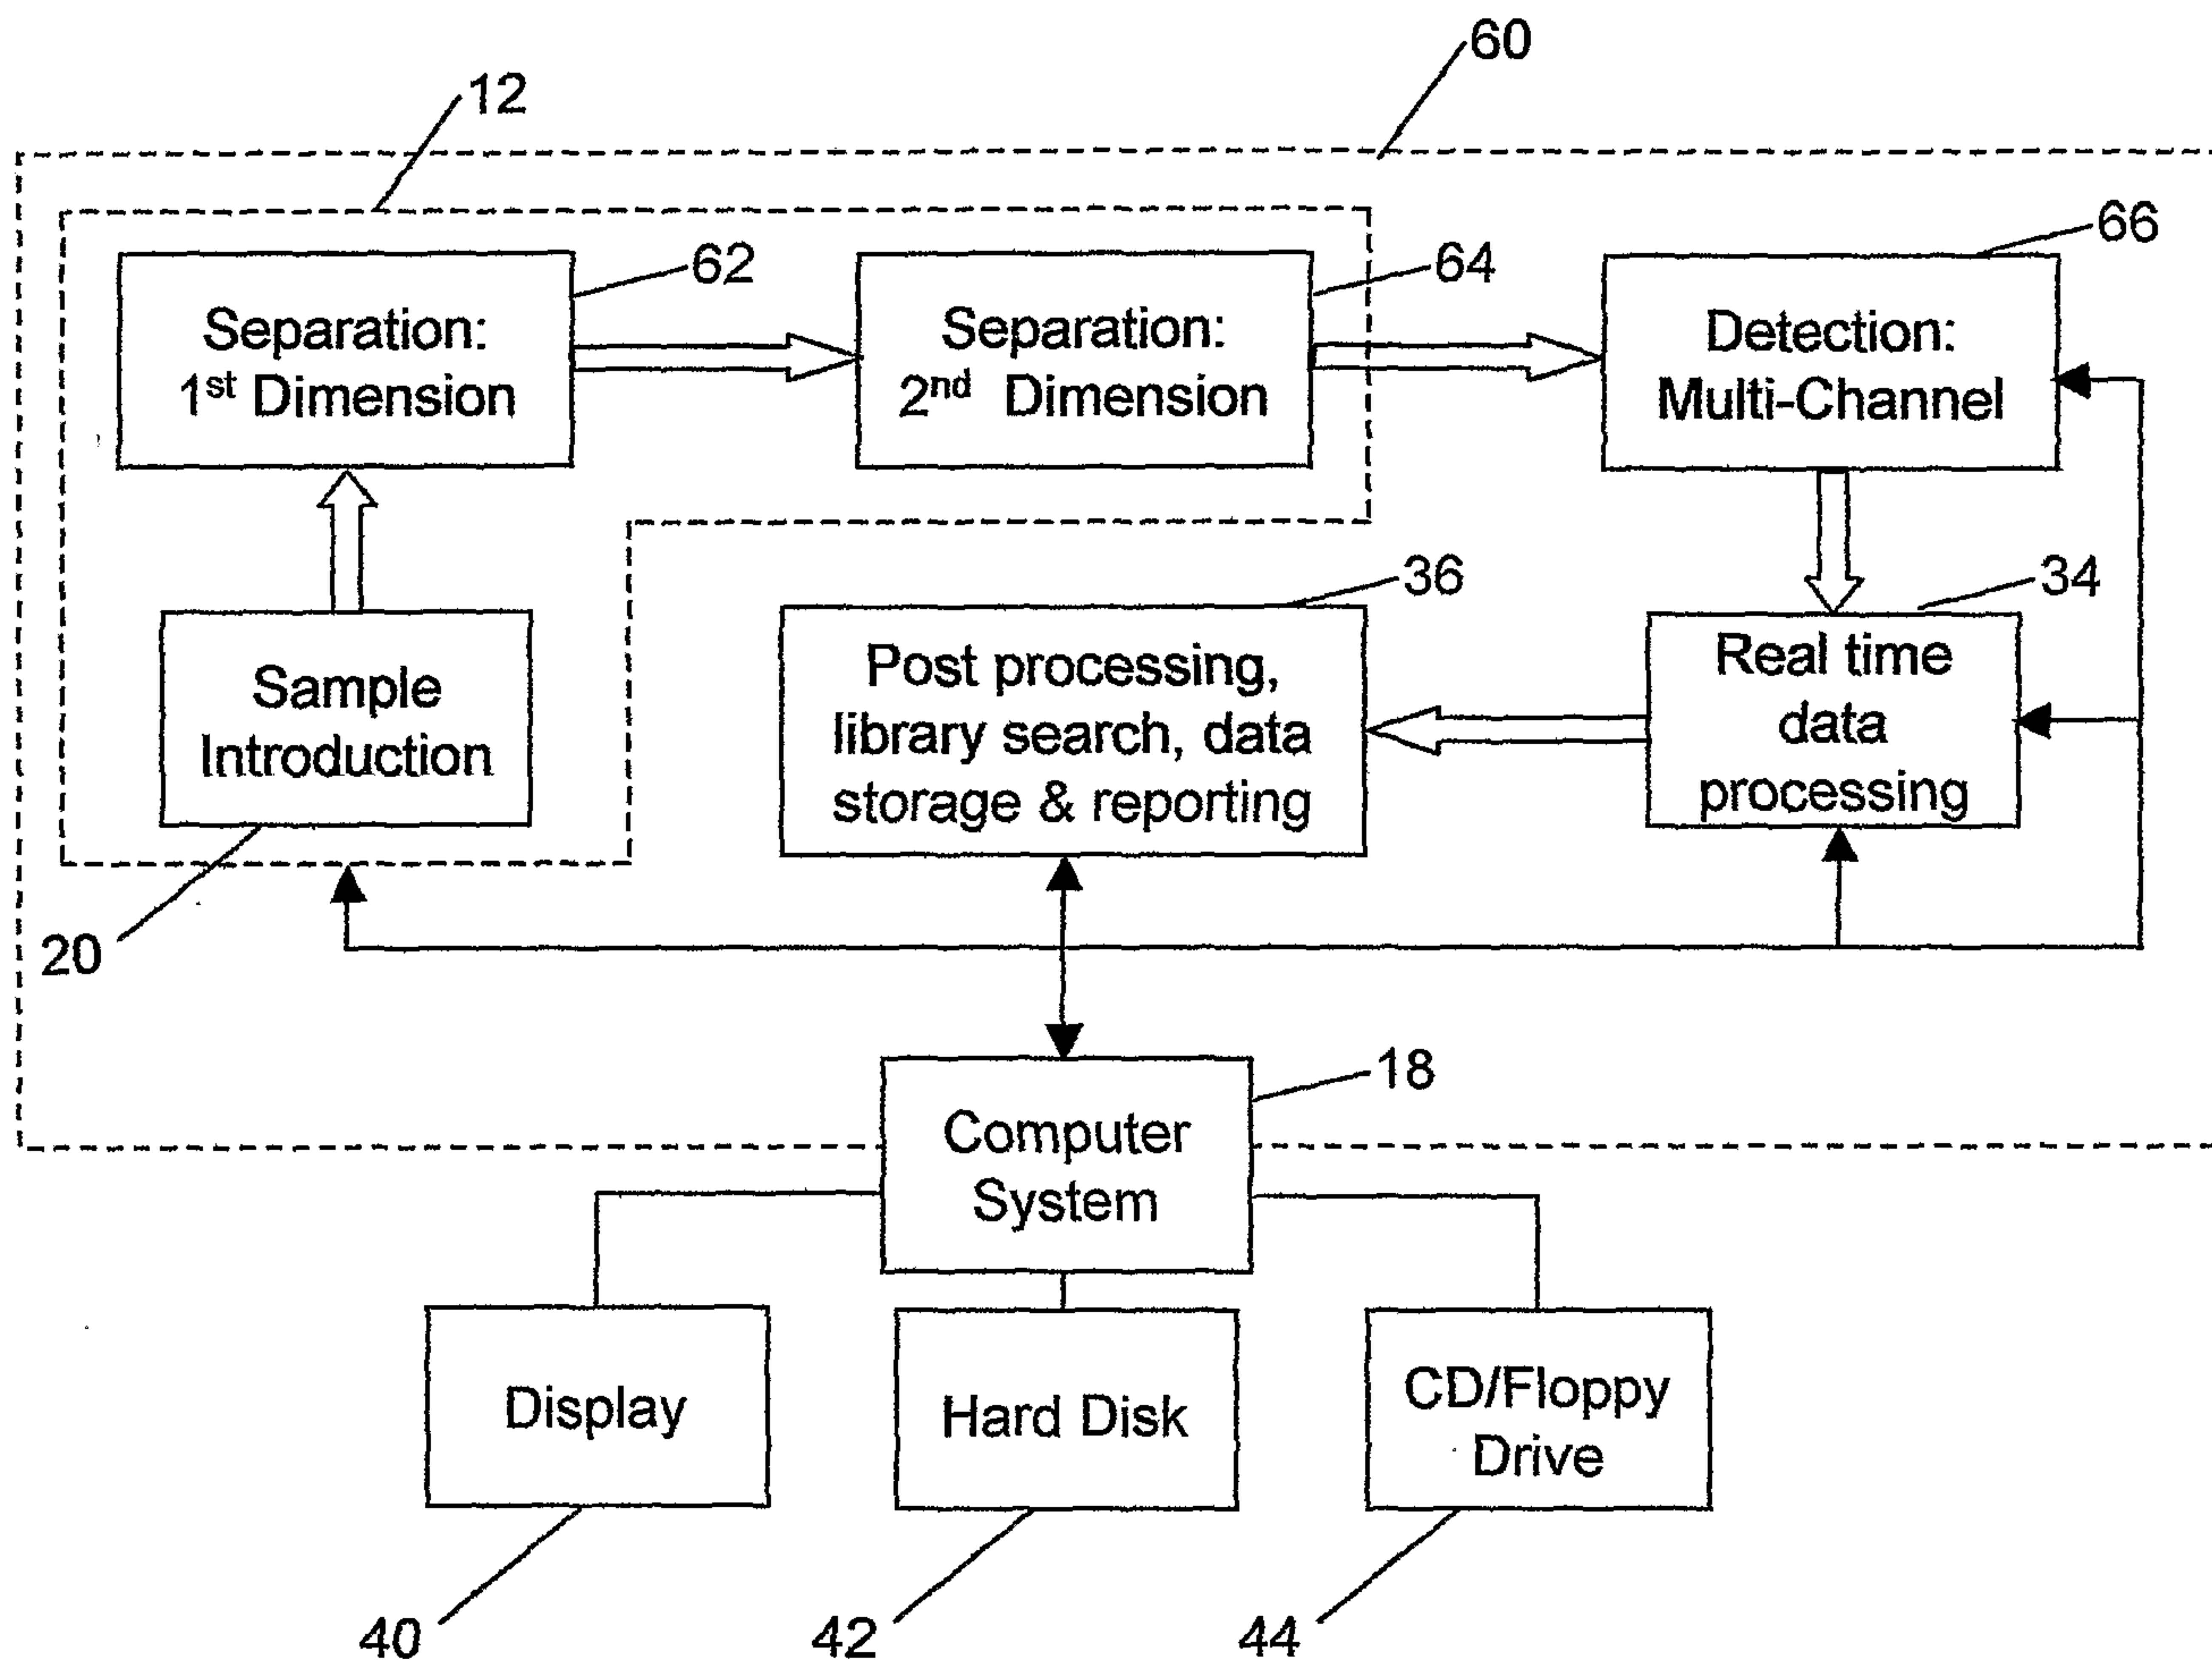 60
12
66
62
64
Separation:
1st Dimension
Separation:
2nd Dimension
Detection:
Multi-Channel
36
34
Sample
Introduction
Post processing,
library search, data
storage & reporting
Real time
data
processing
20
18
Computer
System
Display
Hard Disk
CD/Floppy
Drive
40
42
44